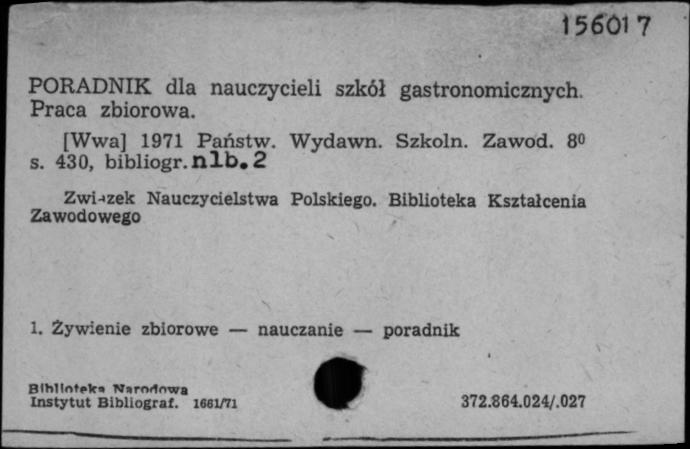 156017
PORADNIK dla nauczycieli szkół gastronomicznych.
Praca zbiorowa.
[Wwa] 1971 Państw. Wydawn. Szkoln. Zawod. 8⁰
s. 430, bibliogr. nlb. 2
Związek Nauczycielstwa Polskiego. Biblioteka Kształcenia
Zawodowego
1. Żywienie zbiorowe — nauczanie — poradnik
Biblioteka Narodowa
Instytut Bibliograf. 1661/71
372.864.024/.027